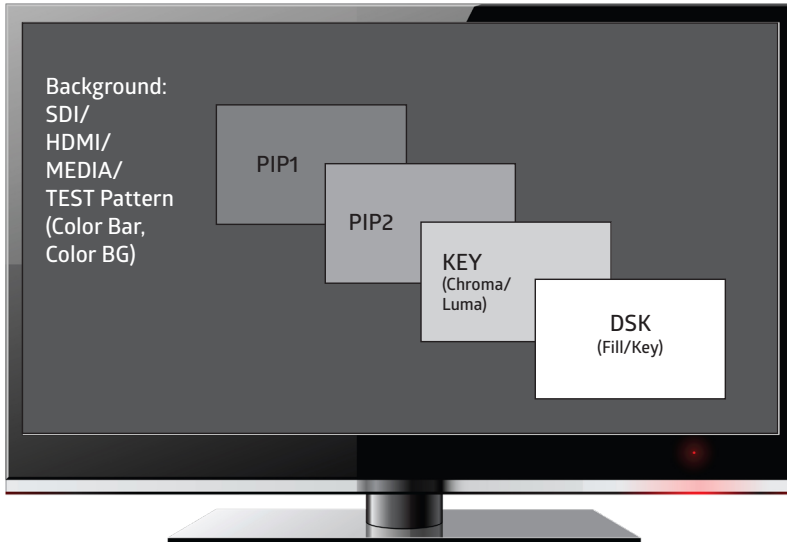 Background:
SDI/
HDMI/
MEDIA/
TEST Pattern
(Color Bar,
Color BG)
PIP1
PIP2
KEY
(Chroma/
Luma)
DSK
(Fill/Key)